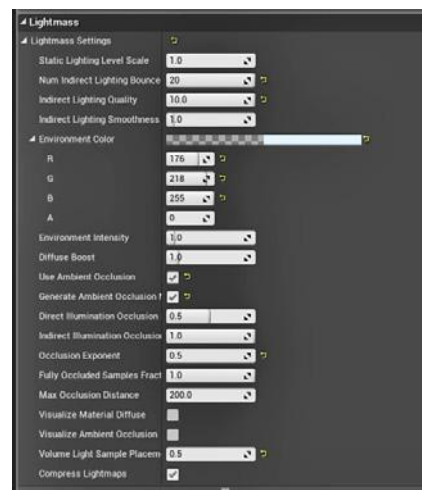 Lightmass
Lightmass Settings
Static Lighting Level Scale 1.0
Num Indirect Lighting Bounce 20
Indirect Lighting Quality 10.0
Indirect Lighting Smoothness 1.0
Environment Color
R 176
G 218
B 255
A 0
Environment Intensity 1.0
Diffuse Boost 1.0
Use Ambient Occlusion
Generate Ambient Occlusion M
Direct Illumination Occlusion 0.5
Indirect Illumination Occlusion 1.0
Occlusion Exponent 0.5
Fully Occluded Samples Fract 1.0
Max Occlusion Distance 200.0
Visualize Material Diffuse
Visualize Ambient Occlusion
Volume Light Sample Placem 0.5
Compress Lightmaps